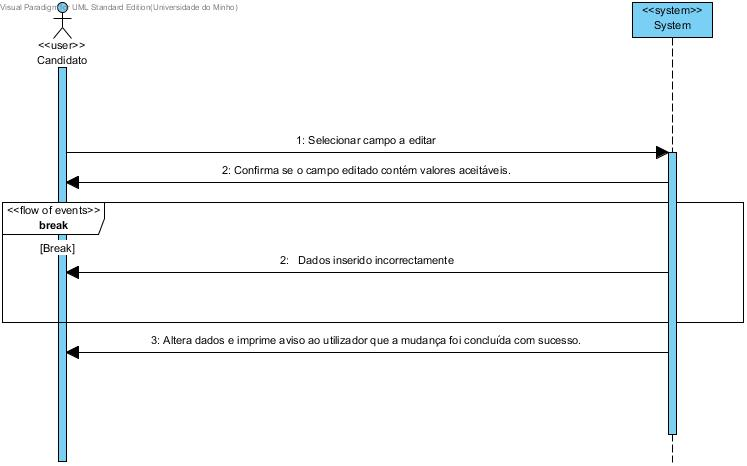 Visual Paradigm for UML Standard Edition(Universidade do Minho)
<<user>>
Candidato
<<system>>
System
1: Selecionar campo a editar
2: Confirma se o campo editado contém valores aceitáveis.
<<flow of events>>
break
[Break]
2: Dados inserido incorrectamente
3: Altera dados e imprime aviso ao utilizador que a mudança foi concluída com sucesso.